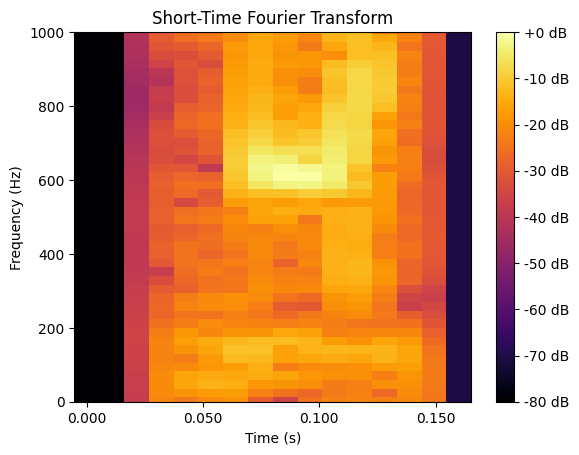 Short-Time Fourier Transform
1000
800
600
400
200
0
Frequency (Hz)
0.000
0.050
0.100
0.150
Time (s)
+0 dB
-10 dB
-20 dB
-30 dB
-40 dB
-50 dB
-60 dB
-70 dB
-80 dB